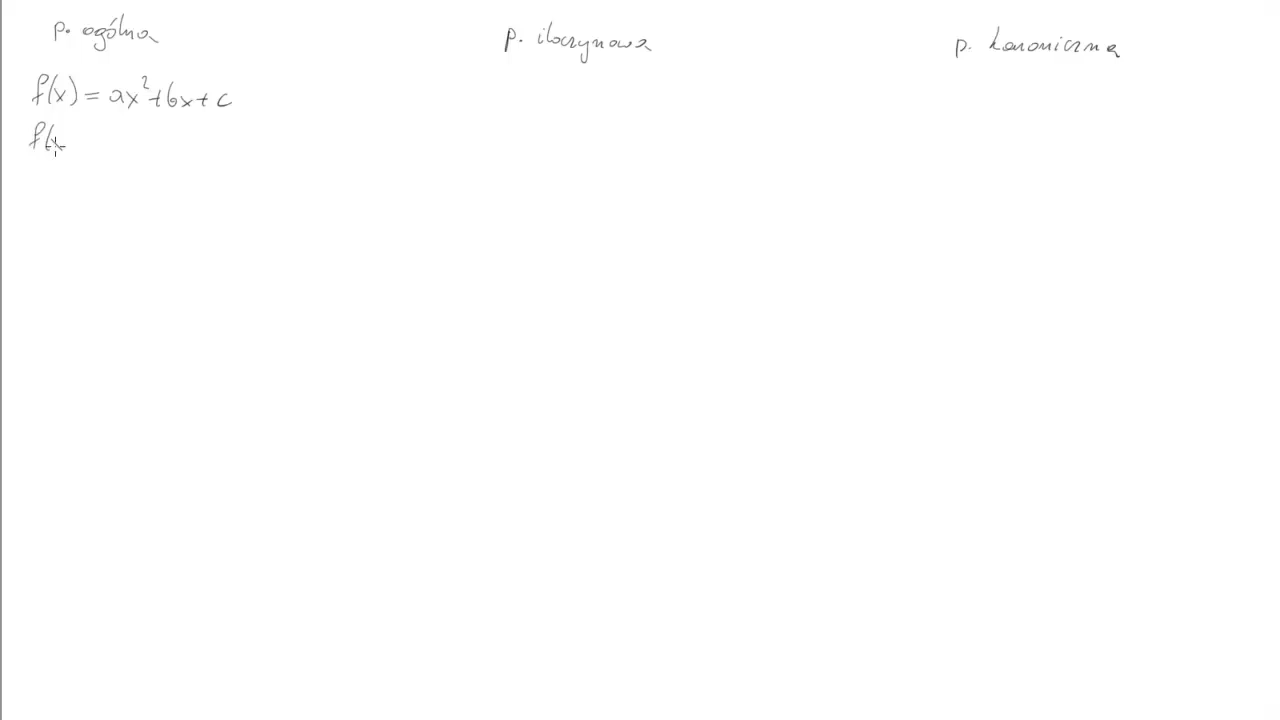 p. ogólna
p. iloczynowa
p. kanoniczna
f(x) = ax²+bx+c
f(x